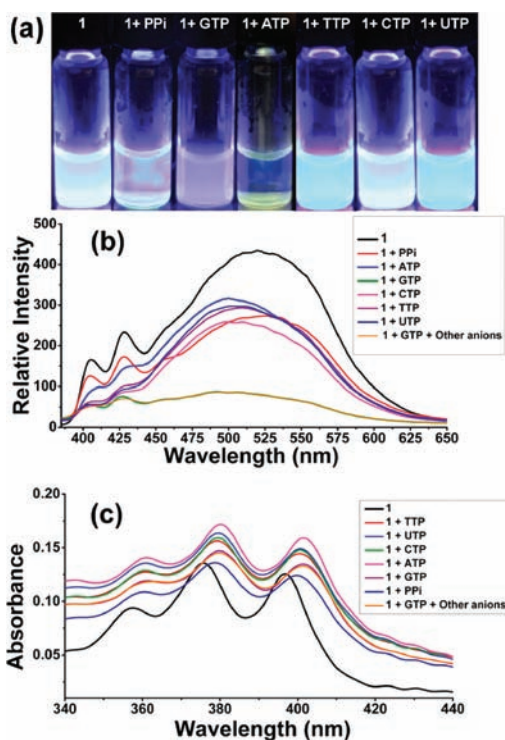 (a)
1 1+ PPi 1+ GTP 1+ ATP 1+ TTP 1+ CTP 1+ UTP
(b)
Relative Intensity
500
400
300
200
100
0
1
1 + PPi
1 + ATP
1 + GTP
1 + CTP
1 + TTP
1 + UTP
1 + GTP + Other anions
400 425 450 475 500 525 550 575 600 625 650
Wavelength (nm)
(c)
Absorbance
0.20
0.15
0.10
0.05
1
1 + TTP
1 + UTP
1 + CTP
1 + ATP
1 + GTP
1 + PPi
1 + GTP + Other anions
340 360 380 400 420 440
Wavelength (nm)